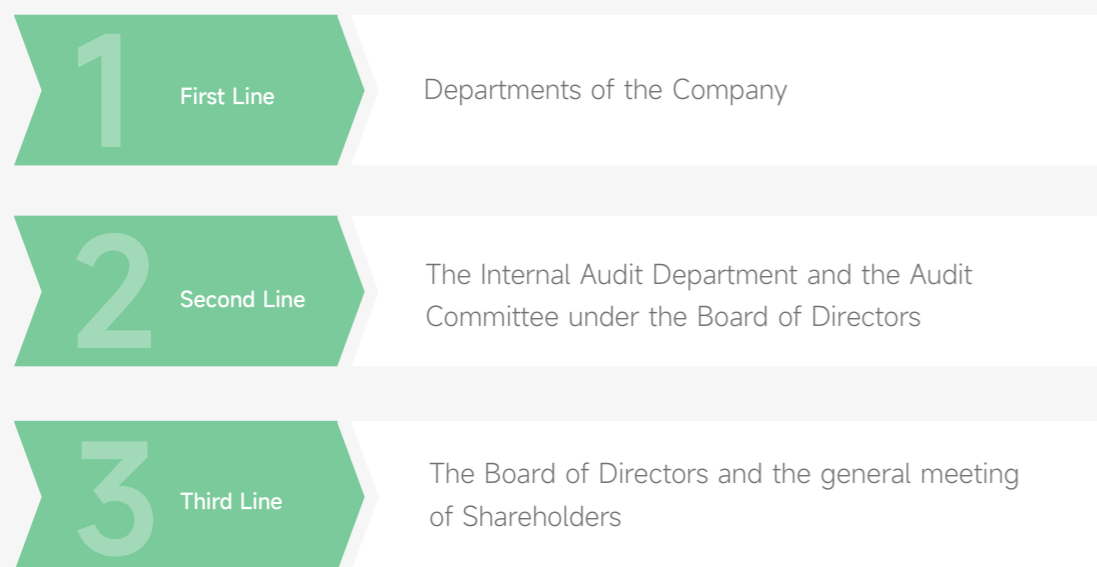 1
First Line
Departments of the Company
2
Second Line
The Internal Audit Department and the Audit
Committee under the Board of Directors
3
Third Line
The Board of Directors and the general meeting
of Shareholders